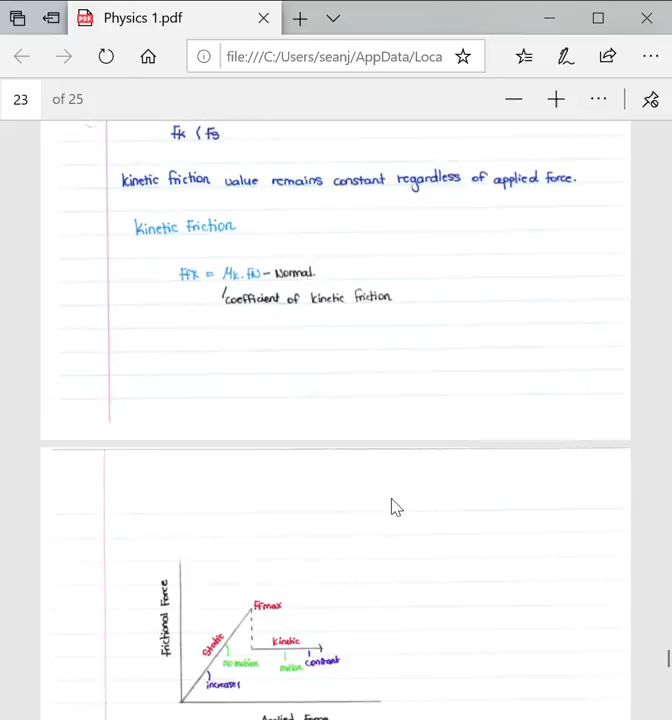 Physics 1.pdf
file:///C:/Users/seanj/AppData/Loca
23 of 25
fk < fs
kinetic friction value remains constant regardless of applied force.
kinetic friction
Ffk = μk.FN - Normal.
coefficient of kinetic friction
Frictional Force
Ffmax
Static
kinetic
no motion
motion
constant
increases
Applied Force